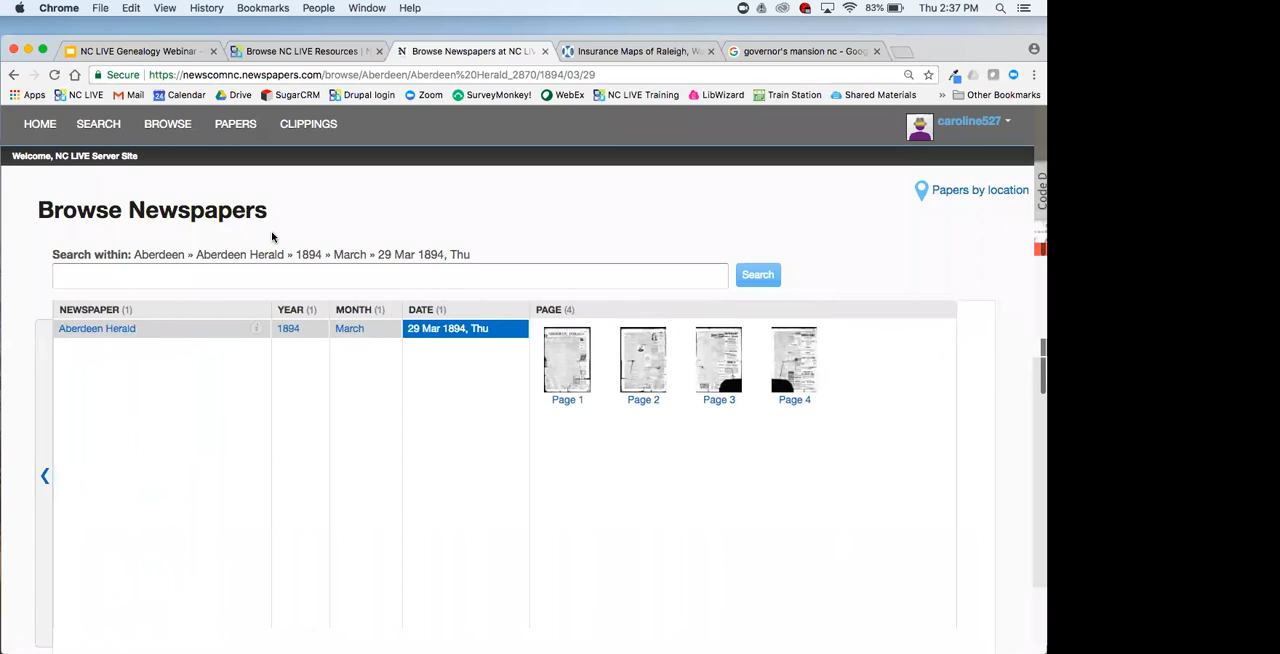 Chrome File Edit View History Bookmarks People Window Help 83% Thu 2:37 PM
NC LIVE Genealogy Webinar - Browse NC LIVE Resources | N Browse Newspapers at NC LI Insurance Maps of Raleigh, Wa governor's mansion nc - Goog
Secure https://newscomnc.newspapers.com/browse/Aberdeen/Aberdeen%20Herald_2870/1894/03/29
Apps NC LIVE Mail Calendar Drive SugarCRM Drupal login Zoom SurveyMonkey! WebEx NC LIVE Training LibWizard Train Station Shared Materials » Other Bookmarks
HOME SEARCH BROWSE PAPERS CLIPPINGS caroline527
Welcome, NC LIVE Server Site
Papers by location
Code D
Browse Newspapers
Search within: Aberdeen » Aberdeen Herald » 1894 » March » 29 Mar 1894, Thu
Search
NEWSPAPER (1) YEAR (1) MONTH (1) DATE (1) PAGE (4)
Aberdeen Herald 1894 March 29 Mar 1894, Thu
Page 1 Page 2 Page 3 Page 4